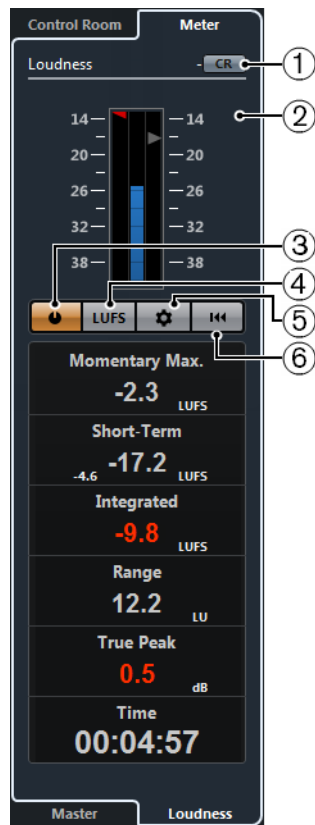 Control Room Meter
Loudness - CR 1
2
14 14
20 20
26 26
32 32
38 38
3
4
LUFS
5
6
Momentary Max.
-2.3 LUFS
Short-Term
-4.6 -17.2 LUFS
Integrated
-9.8 LUFS
Range
12.2 LU
True Peak
0.5 dB
Time
00:04:57
Master Loudness